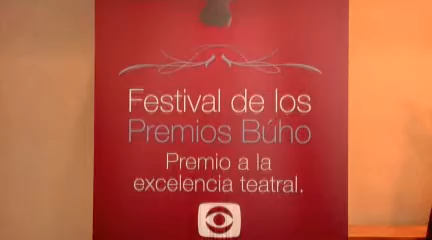 Festival de los
Premios Búho
Premio a la
excelencia teatral.